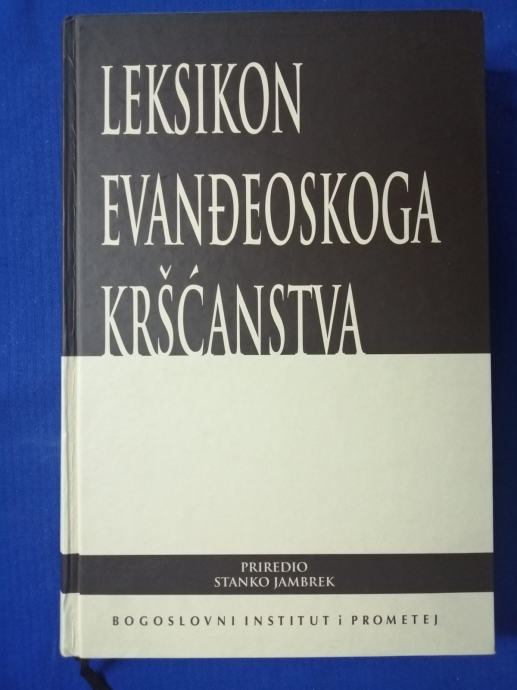 LEKSIKON
EVANĐEOSKOGA
KRŠĆANSTVA
PRIREDIO
STANKO JAMBREK
BOGOSLOVNI INSTITUT i PROMETEJ